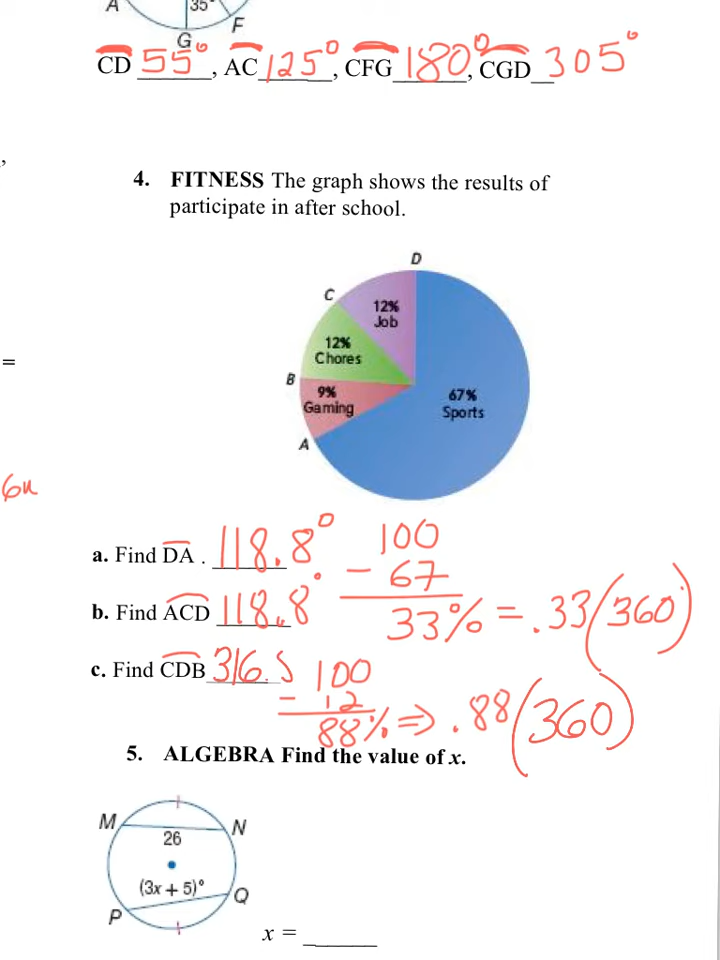 A
35°
F
G
CD 55°, AC 125°, CFG 180°, CGD 305°
,
4. FITNESS The graph shows the results of
participate in after school.
D
C
12%
Job
12%
Chores
B
9%
Gaming
67%
Sports
A
=
6u
a. Find DA . 118.8°
100
- 67
33% = .33(360)
b. Find ACD 118.8°
c. Find CDB 316.
100
- 12
88% ⇒ .88(360)
5. ALGEBRA Find the value of x.
M
N
26
(3x + 5)°
P
Q
x = ______